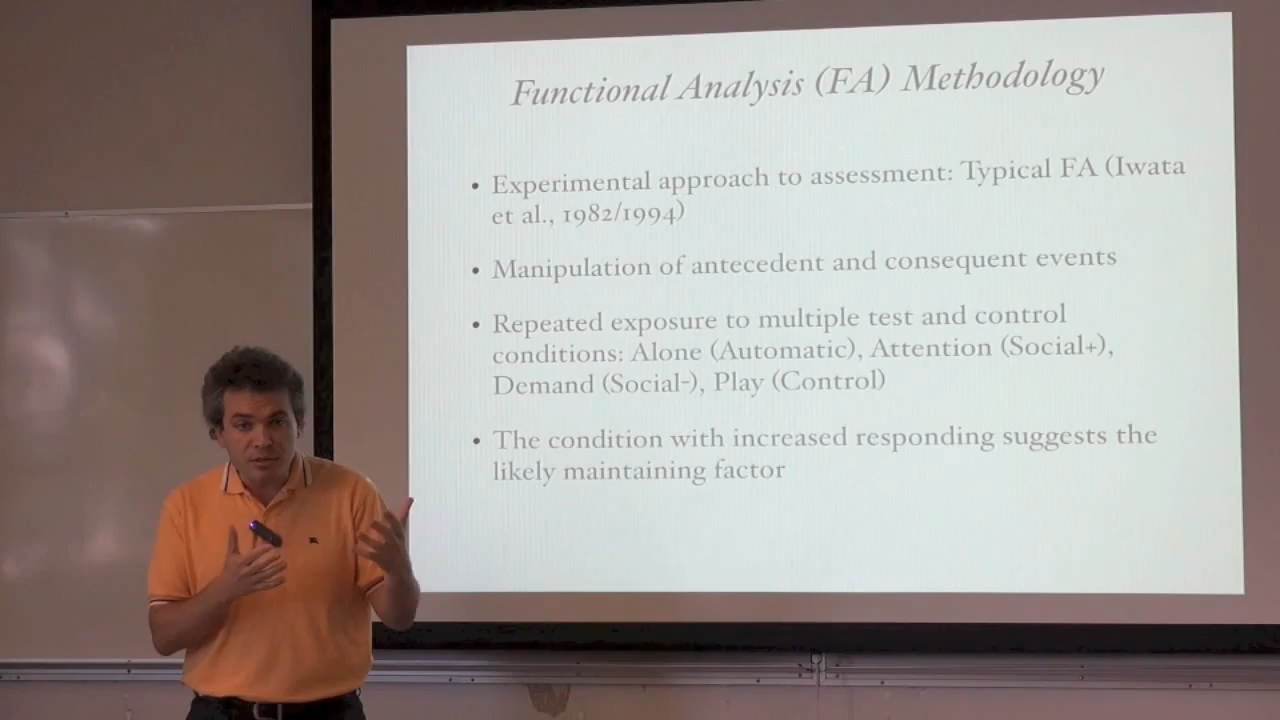 Functional Analysis (FA) Methodology
• Experimental approach to assessment: Typical FA (Iwata
et al., 1982/1994)
• Manipulation of antecedent and consequent events
• Repeated exposure to multiple test and control
conditions: Alone (Automatic), Attention (Social+),
Demand (Social-), Play (Control)
• The condition with increased responding suggests the
likely maintaining factor